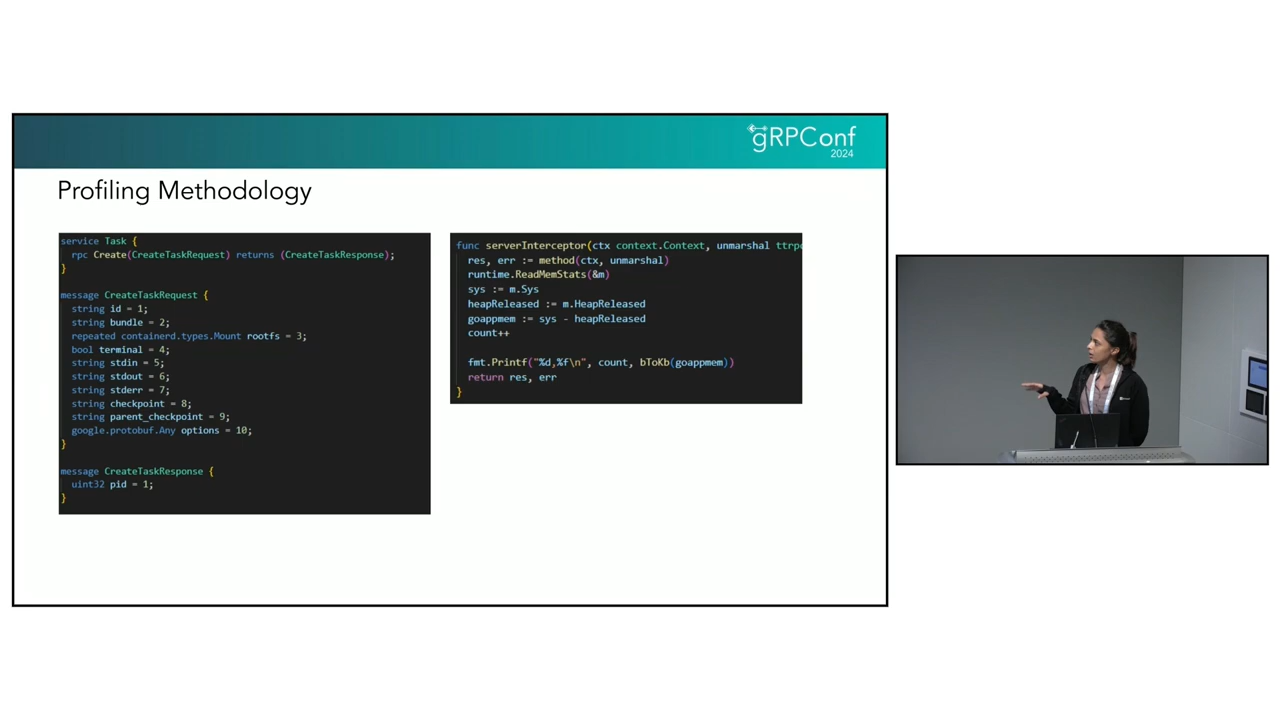 gRPConf
2024
Profiling Methodology
service Task {
rpc Create(CreateTaskRequest) returns (CreateTaskResponse);
}
message CreateTaskRequest {
string id = 1;
string bundle = 2;
repeated containerd.types.Mount rootfs = 3;
bool terminal = 4;
string stdin = 5;
string stdout = 6;
string stderr = 7;
string checkpoint = 8;
string parent_checkpoint = 9;
google.protobuf.Any options = 10;
}
message CreateTaskResponse {
uint32 pid = 1;
}
func serverInterceptor(ctx context.Context, unmarshal ttrpc
res, err := method(ctx, unmarshal)
runtime.ReadMemStats(&m)
sys := m.Sys
heapReleased := m.HeapReleased
goappmem := sys - heapReleased
count++
fmt.Printf("%d,%f\n", count, bToKb(goappmem))
return res, err
}